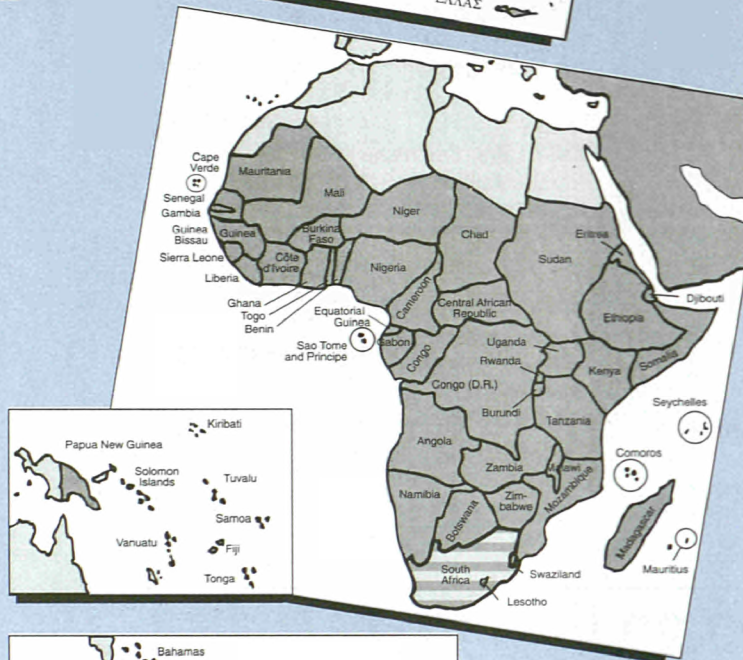 ΕΛΛΑΣ
Cape
Verde
Mauritania
Mali
Niger
Chad
Sudan
Eritrea
Senegal
Gambia
Guinea
Bissau
Guinea
Burkina
Faso
Sierra Leone
Côte
d'Ivoire
Liberia
Nigeria
Cameroon
Central African
Republic
Djibouti
Ethiopia
Ghana
Togo
Benin
Equatorial
Guinea
Sao Tome
and Principe
Gabon
Congo
Uganda
Rwanda
Kenya
Somalia
Congo (D.R.)
Burundi
Tanzania
Seychelles
Angola
Zambia
Malawi
Mozambique
Comoros
Namibia
Botswana
Zim-
babwe
Madagascar
Mauritius
South
Africa
Swaziland
Lesotho
Kiribati
Papua New Guinea
Solomon
Islands
Tuvalu
Samoa
Vanuatu
Fiji
Tonga
Bahamas